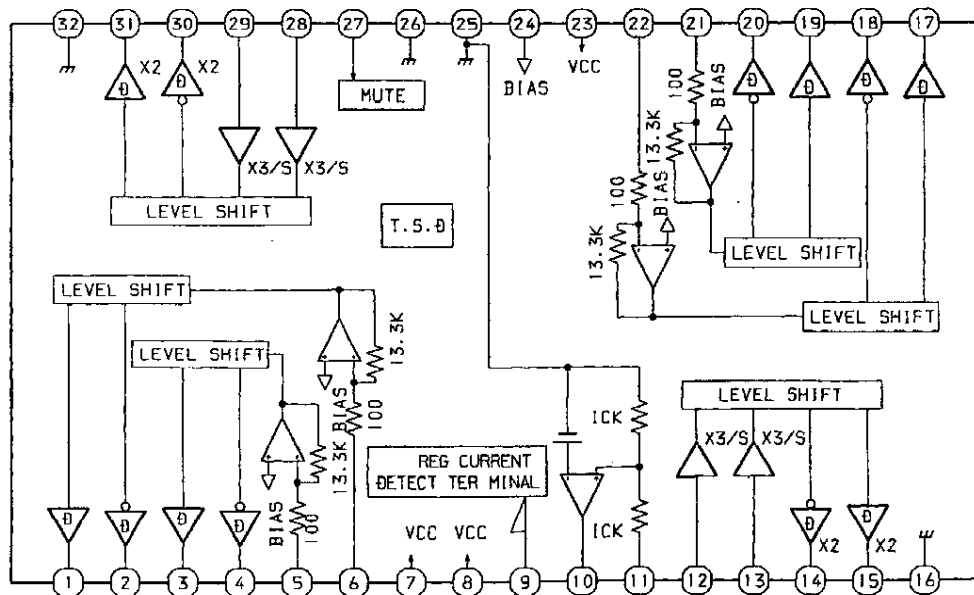 32 31 30 29 28 27 26 25 24 23 22 21 20 19 18 17
X2 X2
BIAS VCC
MUTE
100 BIAS
13.3K
X3/S X3/S
LEVEL SHIFT
T.S.D
100 BIAS
13.3K
LEVEL SHIFT
LEVEL SHIFT
LEVEL SHIFT
13.3K
LEVEL SHIFT
BIAS
100
LEVEL SHIFT
13.3K
ICK
X3/S X3/S
REG CURRENT
DETECT TER MINAL
BIAS
100
VCC VCC
ICK
X2 X2
D D D D D D D D D D D D
1 2 3 4 5 6 7 8 9 10 11 12 13 14 15 16